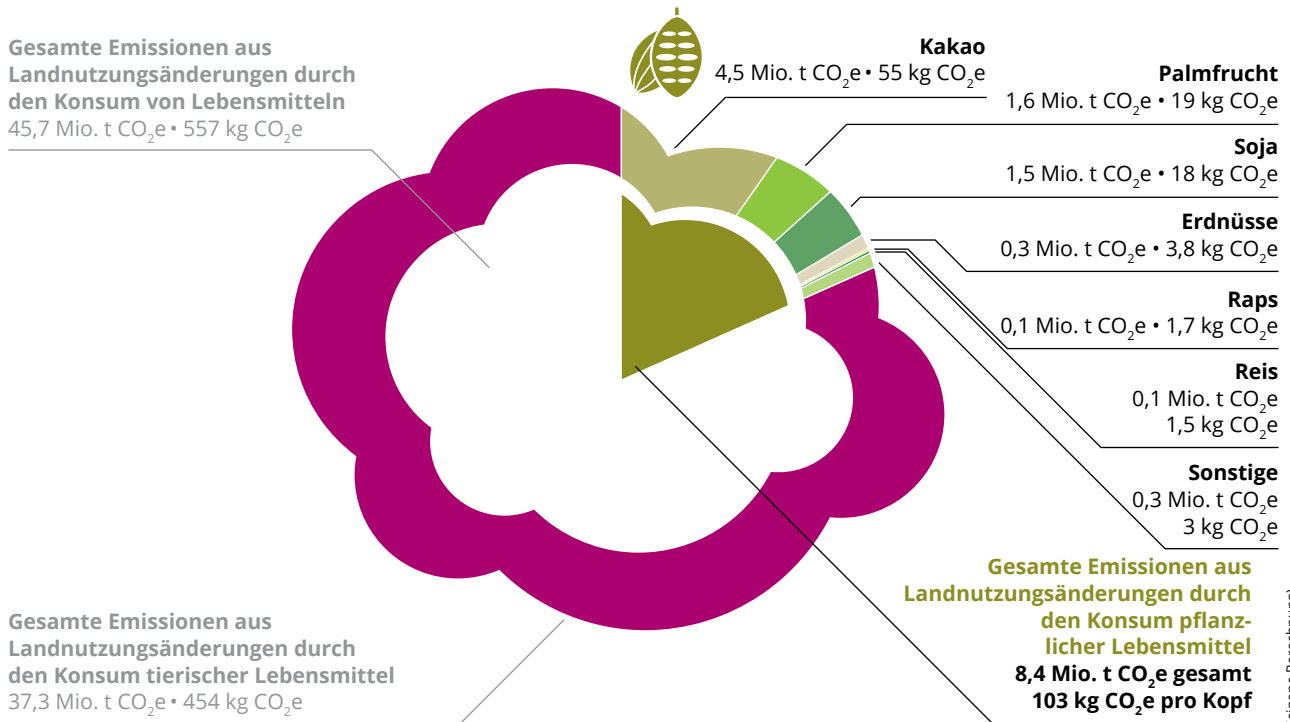 Gesamte Emissionen aus
Landnutzungsänderungen durch
den Konsum von Lebensmitteln
45,7 Mio. t CO₂e • 557 kg CO₂e
Kakao
4,5 Mio. t CO₂e • 55 kg CO₂e
Palmfrucht
1,6 Mio. t CO₂e • 19 kg CO₂e
Soja
1,5 Mio. t CO₂e • 18 kg CO₂e
Erdnüsse
0,3 Mio. t CO₂e • 3,8 kg CO₂e
Raps
0,1 Mio. t CO₂e • 1,7 kg CO₂e
Reis
0,1 Mio. t CO₂e
1,5 kg CO₂e
Sonstige
0,3 Mio. t CO₂e
3 kg CO₂e
Gesamte Emissionen aus
Landnutzungsänderungen durch
den Konsum pflanz-
licher Lebensmittel
8,4 Mio. t CO₂e gesamt
103 kg CO₂e pro Kopf
Gesamte Emissionen aus
Landnutzungsänderungen durch
den Konsum tierischer Lebensmittel
37,3 Mio. t CO₂e • 454 kg CO₂e